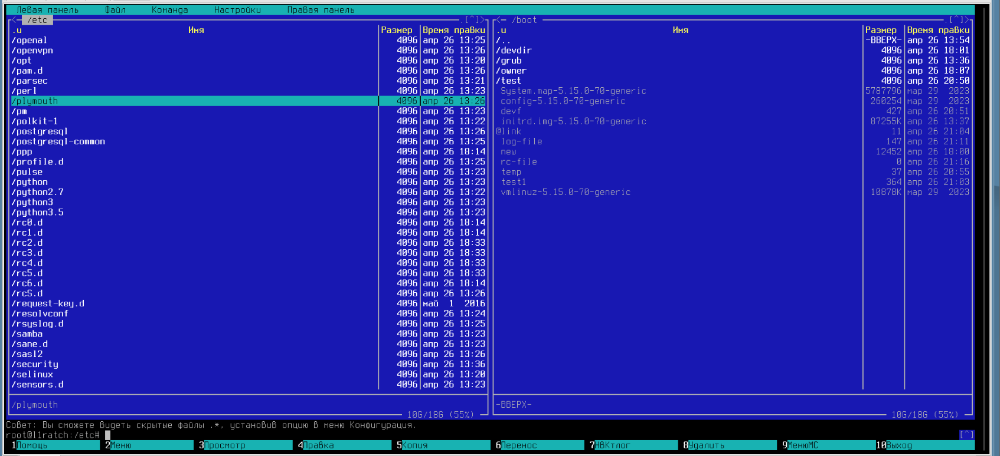 Левая панель Файл Команда Настройки Правая панель
<─ /etc .[^]>
.и Имя Размер Время правки
/openal 4096 апр 26 13:25
/openvpn 4096 апр 26 13:26
/opt 4096 апр 26 13:20
/pam.d 4096 апр 26 13:26
/parsec 4096 апр 26 13:21
/perl 4096 апр 26 13:23
/plymouth 4096 апр 26 13:26
/pm 4096 апр 26 13:23
/polkit-1 4096 апр 26 13:22
/postgresql 4096 апр 26 13:26
/postgresql-common 4096 апр 26 13:25
/ppp 4096 апр 26 18:14
/profile.d 4096 апр 26 13:25
/pulse 4096 апр 26 13:23
/python 4096 апр 26 13:23
/python2.7 4096 апр 26 13:22
/python3 4096 апр 26 13:23
/python3.5 4096 апр 26 13:23
/rc0.d 4096 апр 26 18:14
/rc1.d 4096 апр 26 18:14
/rc2.d 4096 апр 26 18:33
/rc3.d 4096 апр 26 18:33
/rc4.d 4096 апр 26 18:33
/rc5.d 4096 апр 26 18:33
/rc6.d 4096 апр 26 18:14
/rcS.d 4096 апр 26 13:26
/request-key.d 4096 май 1 2016
/resolvconf 4096 апр 26 13:24
/rsyslog.d 4096 апр 26 13:25
/samba 4096 апр 26 13:23
/sane.d 4096 апр 26 13:23
/sasl2 4096 апр 26 13:26
/security 4096 апр 26 13:36
/selinux 4096 апр 26 13:20
/sensors.d 4096 апр 26 13:23
/plymouth
10G/18G (55%)
<─ /boot .[^]>
.и Имя Размер Время правки
/.. -ВВЕРХ- апр 26 13:54
/devdir 4096 апр 26 18:01
/grub 4096 апр 26 13:36
/owner 4096 апр 26 18:07
/test 4096 апр 26 20:50
System.map-5.15.0-70-generic 5787796 мар 29 2023
config-5.15.0-70-generic 260254 мар 29 2023
devf 427 апр 26 20:51
initrd.img-5.15.0-70-generic 87255K апр 26 13:37
@link 11 апр 26 21:04
log-file 147 апр 26 21:11
new 12452 апр 26 18:00
rc-file 0 апр 26 21:16
temp 37 апр 26 20:55
test1 364 апр 26 21:03
vmlinuz-5.15.0-70-generic 10878K мар 29 2023
-ВВЕРХ-
10G/18G (55%)
Совет: Вы сможете видеть скрытые файлы .*, установив опцию в меню Конфигурация.
root@l1ratch:/etc# [^]
1Помощь 2Меню 3Просмотр 4Правка 5Копия 6Перенос 7НвКтлог 8Удалить 9МенюMC 10Выход